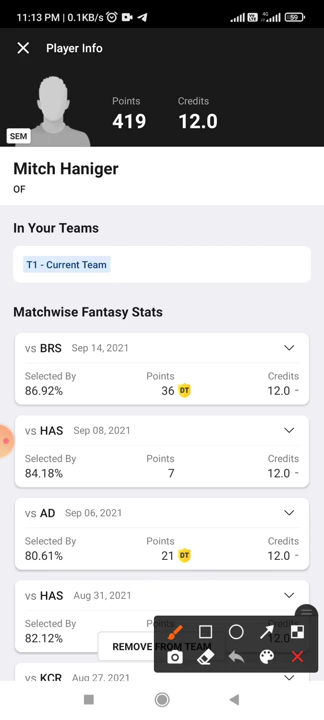 11:13 PM | 0.1KB/s
59
Player Info
Points
Credits
419
12.0
SEM
Mitch Haniger
OF
In Your Teams
T1 - Current Team
Matchwise Fantasy Stats
vs BRS Sep 14, 2021
Selected By Points Credits
86.92% 36 DT 12.0 -
vs HAS Sep 08, 2021
Selected By Points Credits
84.18% 7 12.0 -
vs AD Sep 06, 2021
Selected By Points Credits
80.61% 21 DT 12.0 -
vs HAS Aug 31, 2021
Selected By
82.12%
REMOVE FROM TEAM
vs KCR Aug 27, 2021